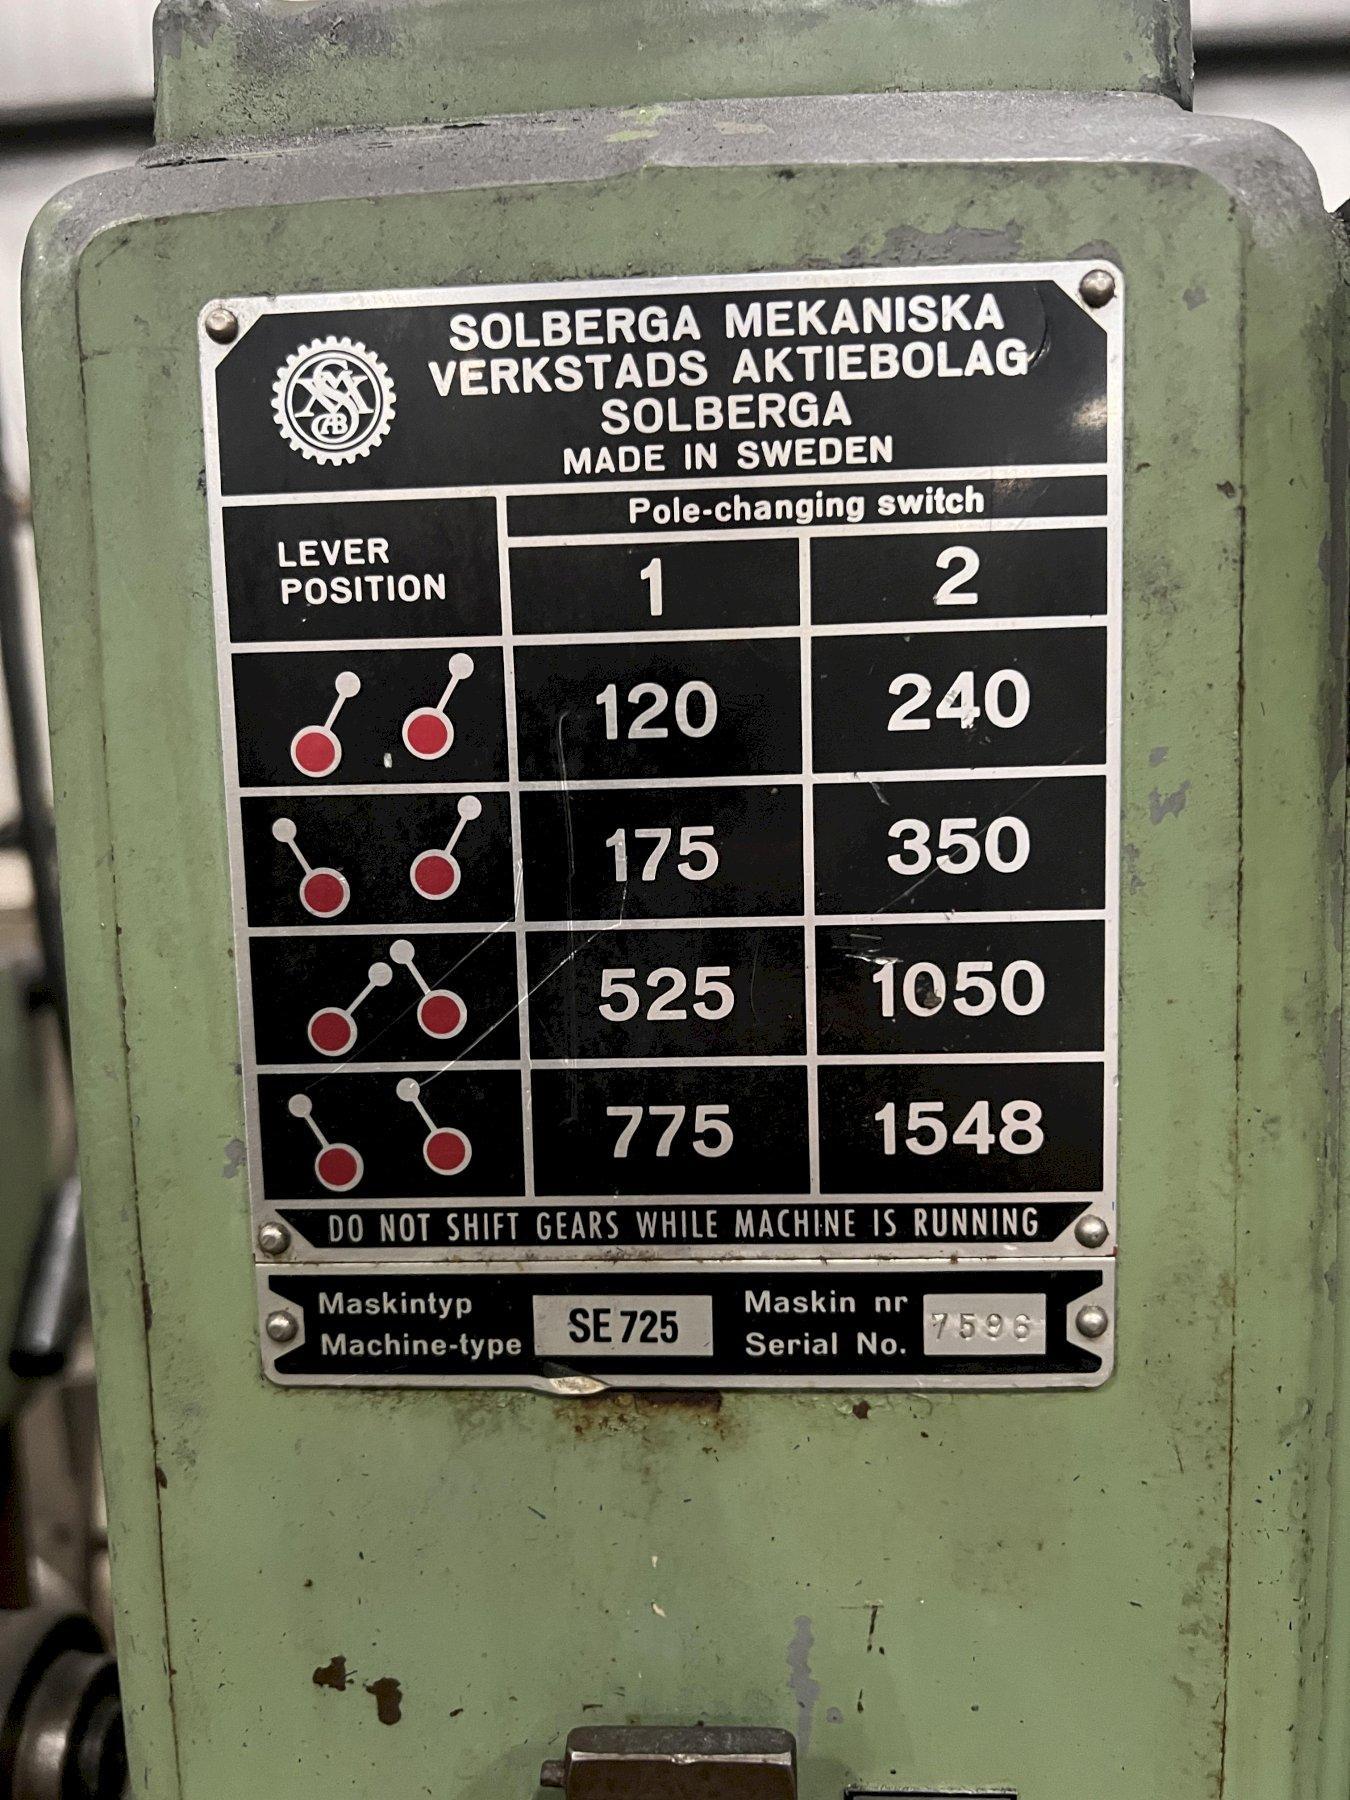 SOLBERGA MEKANISKA
VERKSTADS AKTIEBOLAG
SOLBERGA
MADE IN SWEDEN
LEVER
POSITION
Pole-changing switch
1 2
120 240
175 350
525 1050
775 1548
DO NOT SHIFT GEARS WHILE MACHINE IS RUNNING
Maskintyp
Machine-type
SE 725
Maskin nr
Serial No.
7596